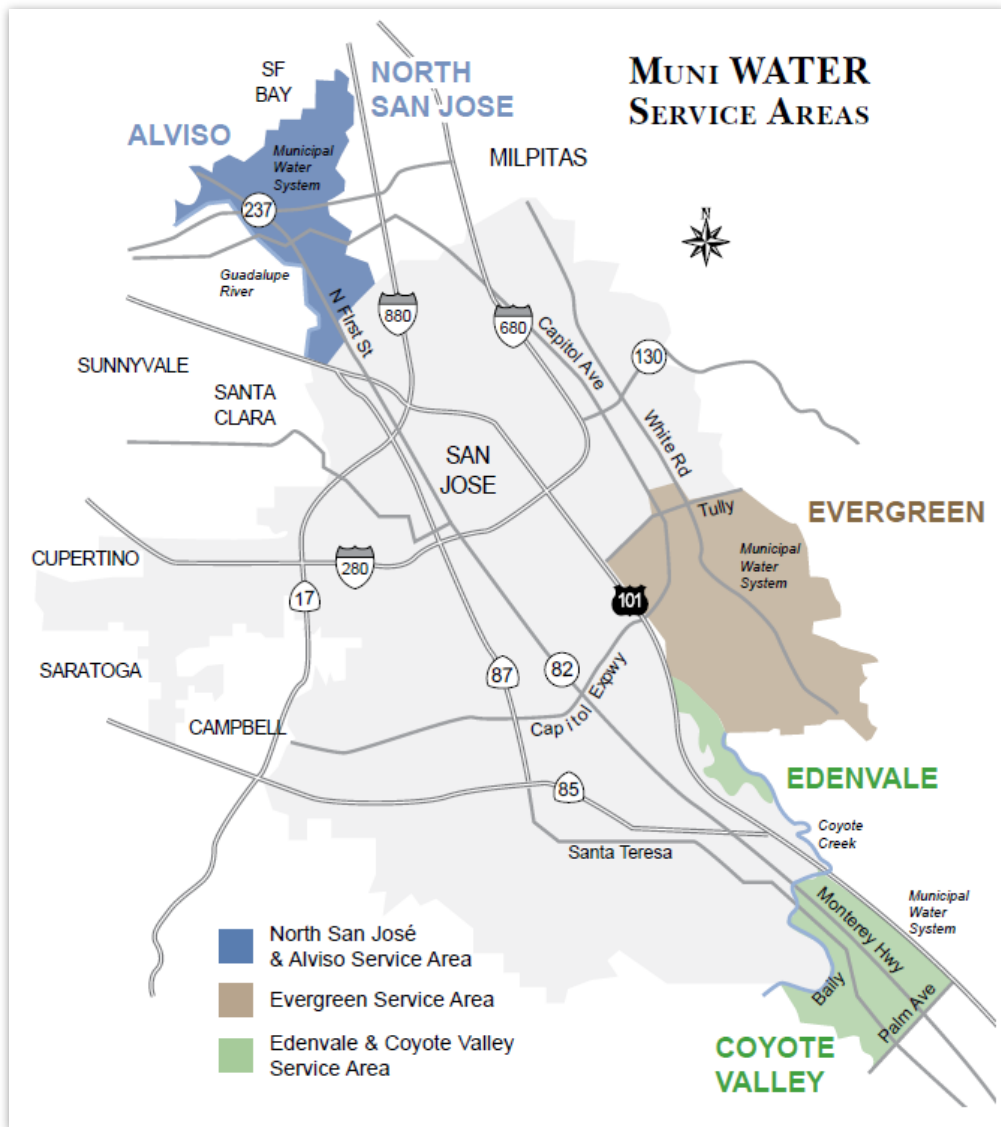 MUNI WATER
SERVICE AREAS
SF
BAY
NORTH
SAN JOSE
ALVISO
Municipal
Water
System
MILPITAS
N
237
Guadalupe
River
N FIrst St
880
680
Capitol Ave
130
SUNNYVALE
SANTA
CLARA
White Rd
SAN
JOSE
Tully
EVERGREEN
Municipal
Water
System
CUPERTINO
280
17
101
SARATOGA
87
82
Capitol Expwy
CAMPBELL
EDENVALE
85
Coyote
Creek
Santa Teresa
Monterey Hwy
Municipal
Water
System
Baily
Palm Ave
COYOTE
VALLEY
North San José
& Alviso Service Area
Evergreen Service Area
Edenvale & Coyote Valley
Service Area